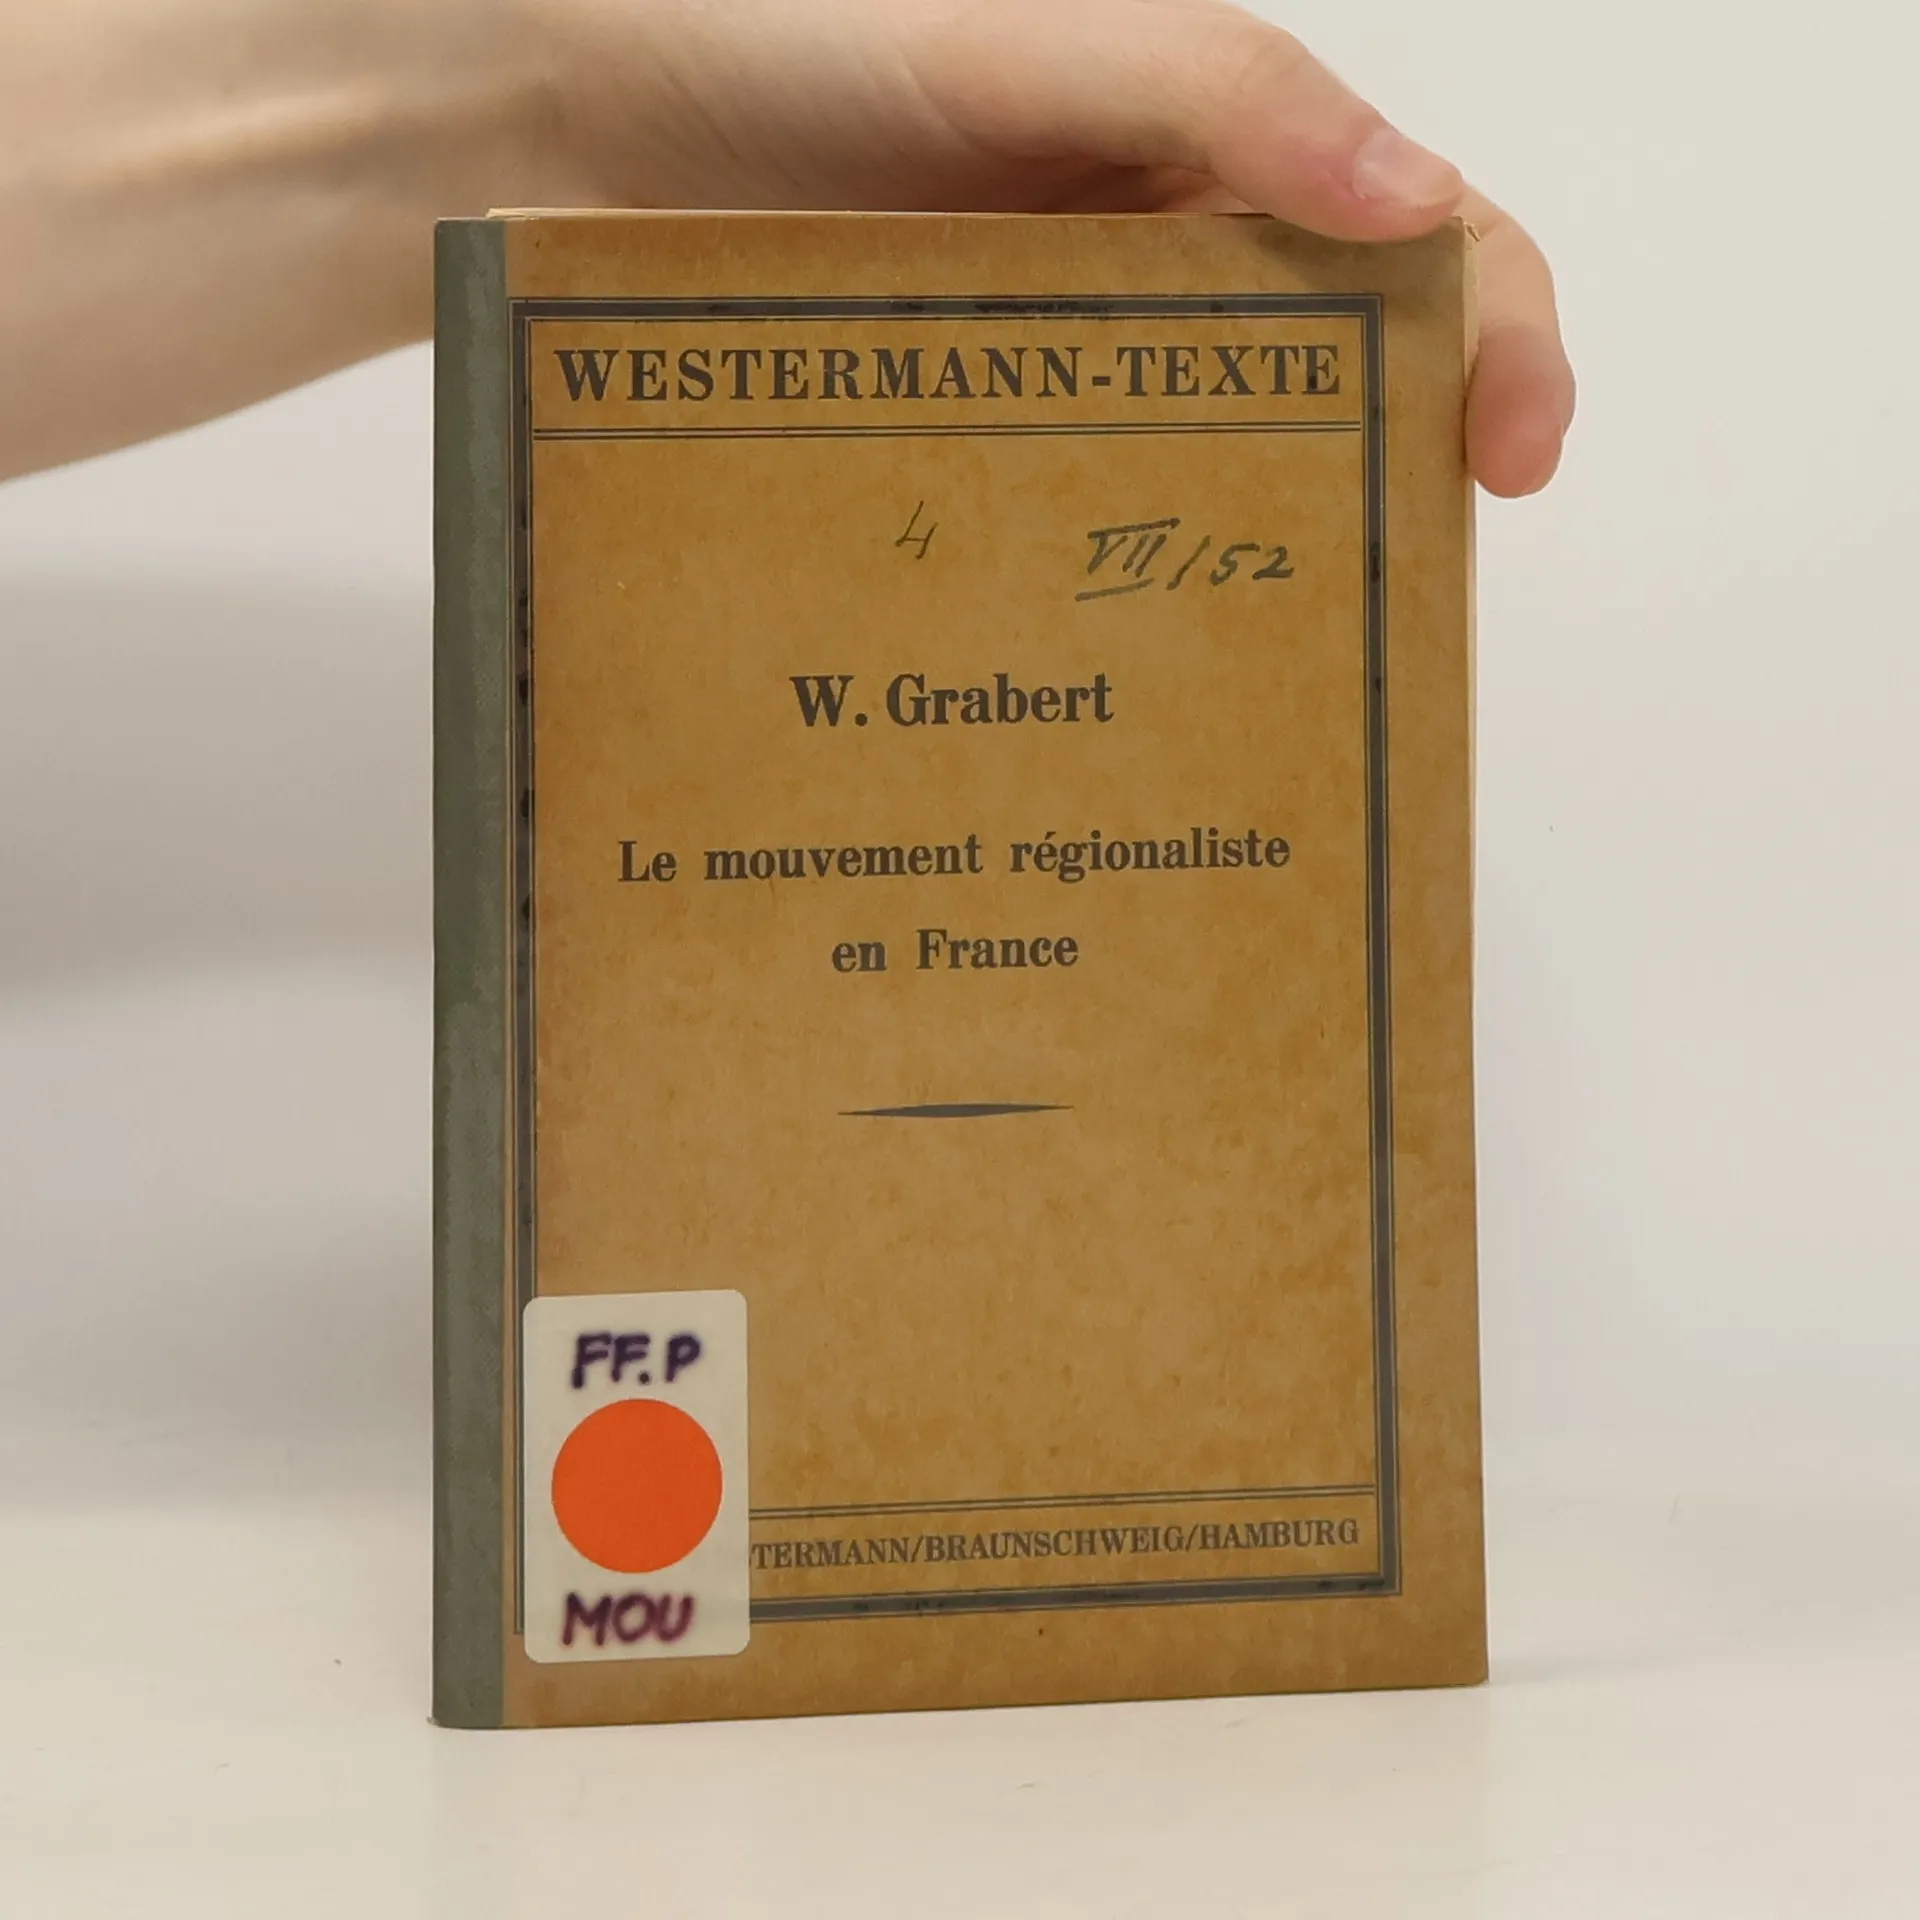 WESTERMANN-TEXTE
4 VII/52
W. Grabert
Le mouvement régionaliste
en France
FF.P
TERMANN/BRAUNSCHWEIG/HAMBURG
MOU